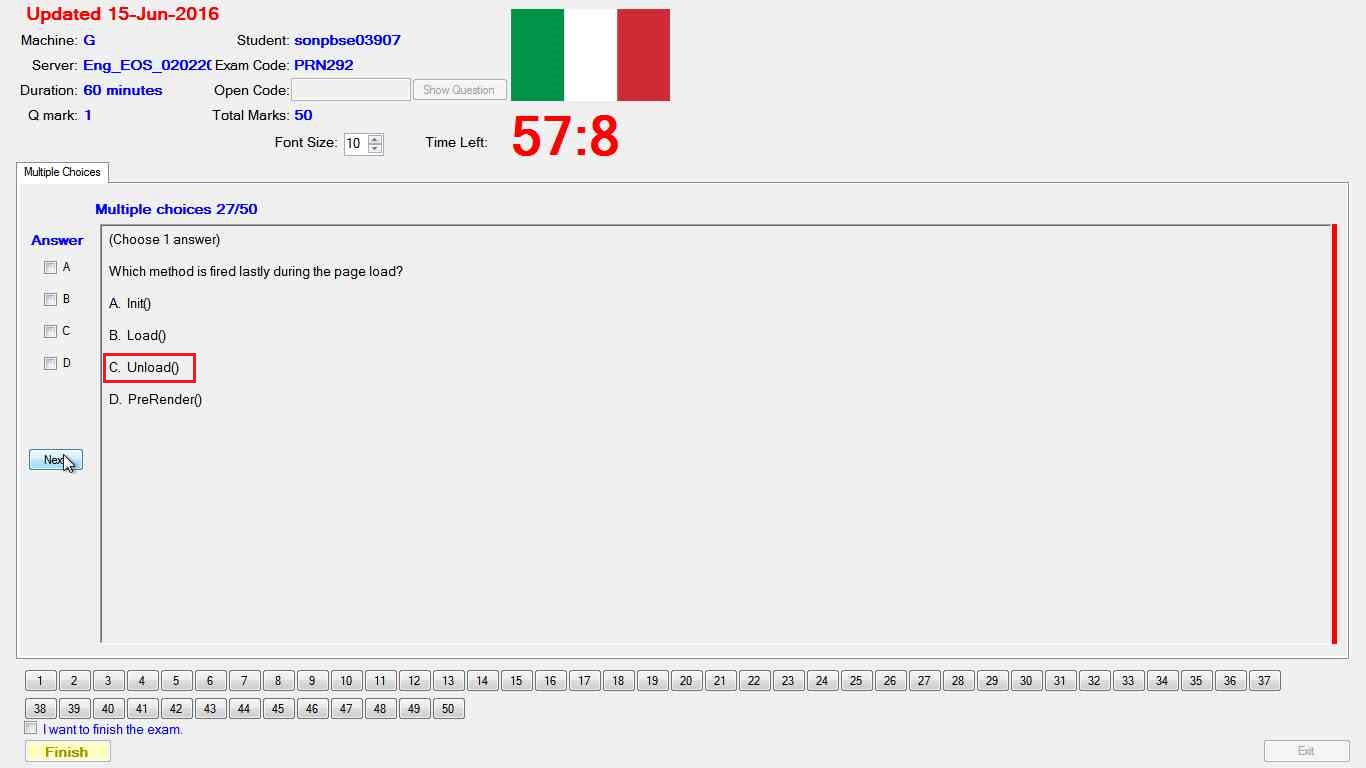 Updated 15-Jun-2016
Machine: G Student: sonpbse03907
Server: Eng_EOS_02022( Exam Code: PRN292
Duration: 60 minutes Open Code: Show Question
Q mark: 1 Total Marks: 50
Font Size: 10 Time Left: 57:8
Multiple Choices
Multiple choices 27/50
Answer
(Choose 1 answer)
A
Which method is fired lastly during the page load?
B
A. Init()
C
B. Load()
D
C. Unload()
D. PreRender()
Nex
1 2 3 4 5 6 7 8 9 10 11 12 13 14 15 16 17 18 19 20 21 22 23 24 25 26 27 28 29 30 31 32 33 34 35 36 37
38 39 40 41 42 43 44 45 46 47 48 49 50
I want to finish the exam.
Finish Exit